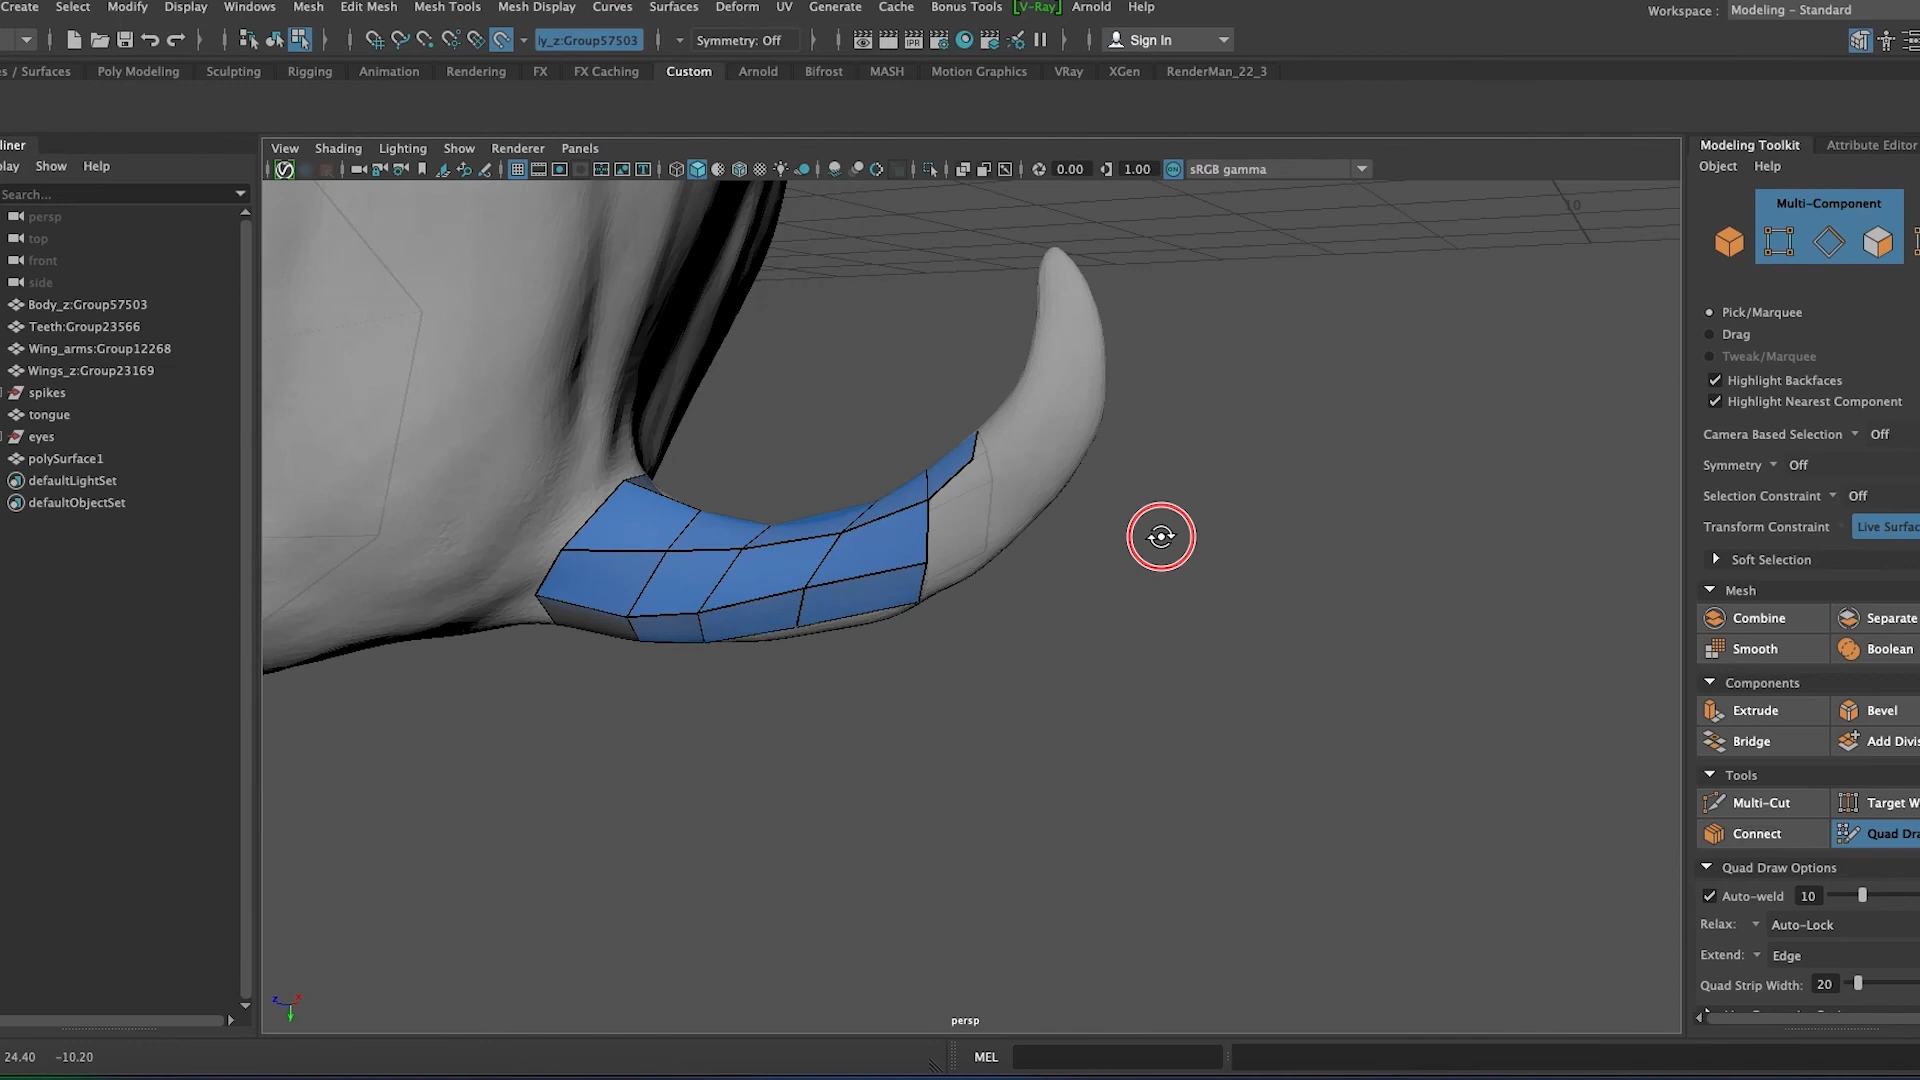 Create Select Modify Display Windows Mesh Edit Mesh Mesh Tools Mesh Display Curves Surfaces Deform UV Generate Cache Bonus Tools [V-Ray] Arnold Help
Workspace : Modeling - Standard
ly_z:Group57503 Symmetry: Off Sign In
s / Surfaces Poly Modeling Sculpting Rigging Animation Rendering FX FX Caching Custom Arnold Bifrost MASH Motion Graphics VRay XGen RenderMan_22_3
liner
play Show Help
Search...
persp
top
front
side
Body_z:Group57503
Teeth:Group23566
Wing_arms:Group12268
Wings_z:Group23169
spikes
tongue
eyes
polySurface1
defaultLightSet
defaultObjectSet
View Shading Lighting Show Renderer Panels
0.00 1.00 sRGB gamma
10
z x
y
persp
Modeling Toolkit Attribute Editor
Object Help
Multi-Component
Pick/Marquee
Drag
Tweak/Marquee
Highlight Backfaces
Highlight Nearest Component
Camera Based Selection Off
Symmetry Off
Selection Constraint Off
Transform Constraint Live Surfac
Soft Selection
Mesh
Combine Separate
Smooth Boolean
Components
Extrude Bevel
Bridge Add Divis
Tools
Multi-Cut Target W
Connect Quad Dra
Quad Draw Options
Auto-weld 10
Relax: Auto-Lock
Extend: Edge
Quad Strip Width: 20
24.40 -10.20
MEL